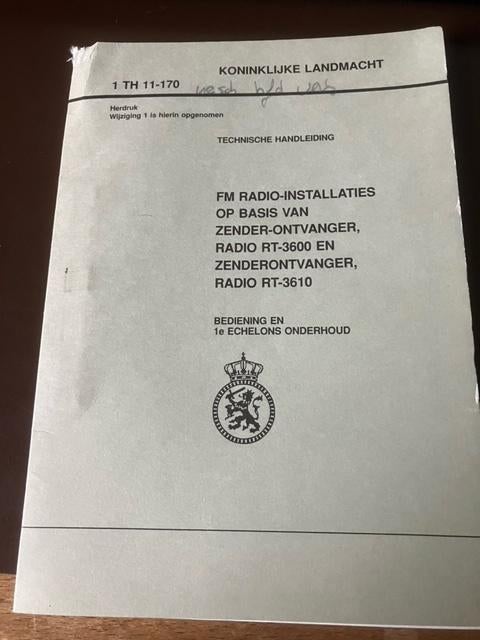 KONINKLIJKE LANDMACHT
1 TH 11-170
Herdruk
Wijziging 1 is hierin opgenomen
TECHNISCHE HANDLEIDING
FM RADIO-INSTALLATIES
OP BASIS VAN
ZENDER-ONTVANGER,
RADIO RT-3600 EN
ZENDERONTVANGER,
RADIO RT-3610
BEDIENING EN
1e ECHELONS ONDERHOUD